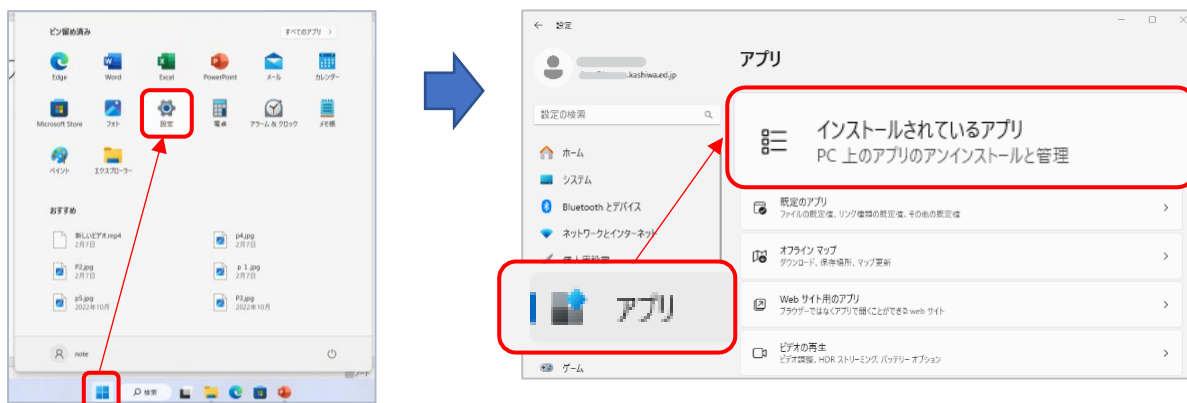 ピン留め済み
すべてのアプリ >
Edge
Word
Excel
PowerPoint
メール
カレンダー
Microsoft Store
フォト
設定
電卓
アラーム & クロック
メモ帳
ペイント
エクスプローラー
おすすめ
新しいビデオ.mp4
2月7日
p4.jpg
2月7日
P2.jpg
2月7日
p 1.jpg
2月7日
p5.jpg
2022年10月
P3.jpg
2022年10月
note
検索
ノート
設定
.kashiwa.ed.jp
設定の検索
ホーム
システム
Bluetooth とデバイス
ネットワークとインターネット
個人用設定
アプリ
ゲーム
アプリ
インストールされているアプリ
PC 上のアプリのアンインストールと管理
既定のアプリ
ファイルの既定値、リンク種類の既定値、その他の既定値
オフライン マップ
ダウンロード、保存場所、マップ更新
Web サイト用のアプリ
ブラウザーではなくアプリで開くことができる web サイト
ビデオの再生
ビデオ調整、HDR ストリーミング、バッテリー オプション